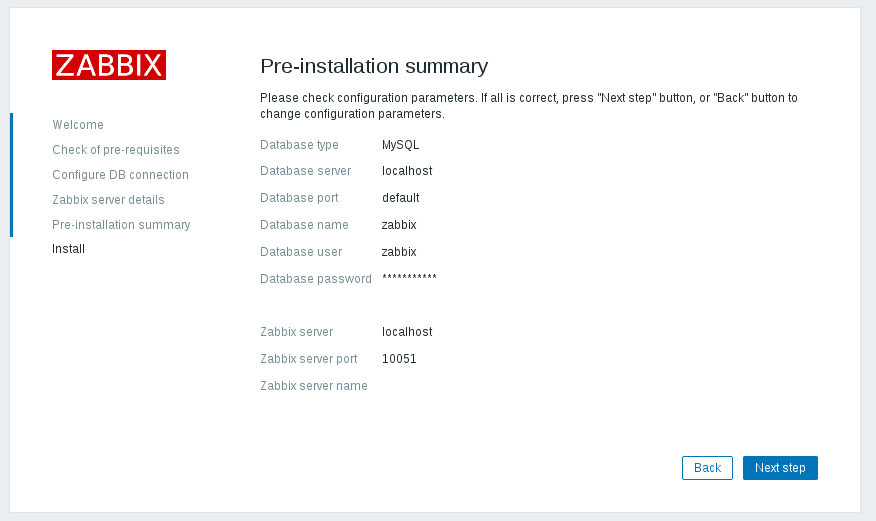 ZABBIX
Welcome
Check of pre-requisites
Configure DB connection
Zabbix server details
Pre-installation summary
Install
Pre-installation summary
Please check configuration parameters. If all is correct, press "Next step" button, or "Back" button to
change configuration parameters.
Database type MySQL
Database server localhost
Database port default
Database name zabbix
Database user zabbix
Database password ***********
Zabbix server localhost
Zabbix server port 10051
Zabbix server name
Back Next step